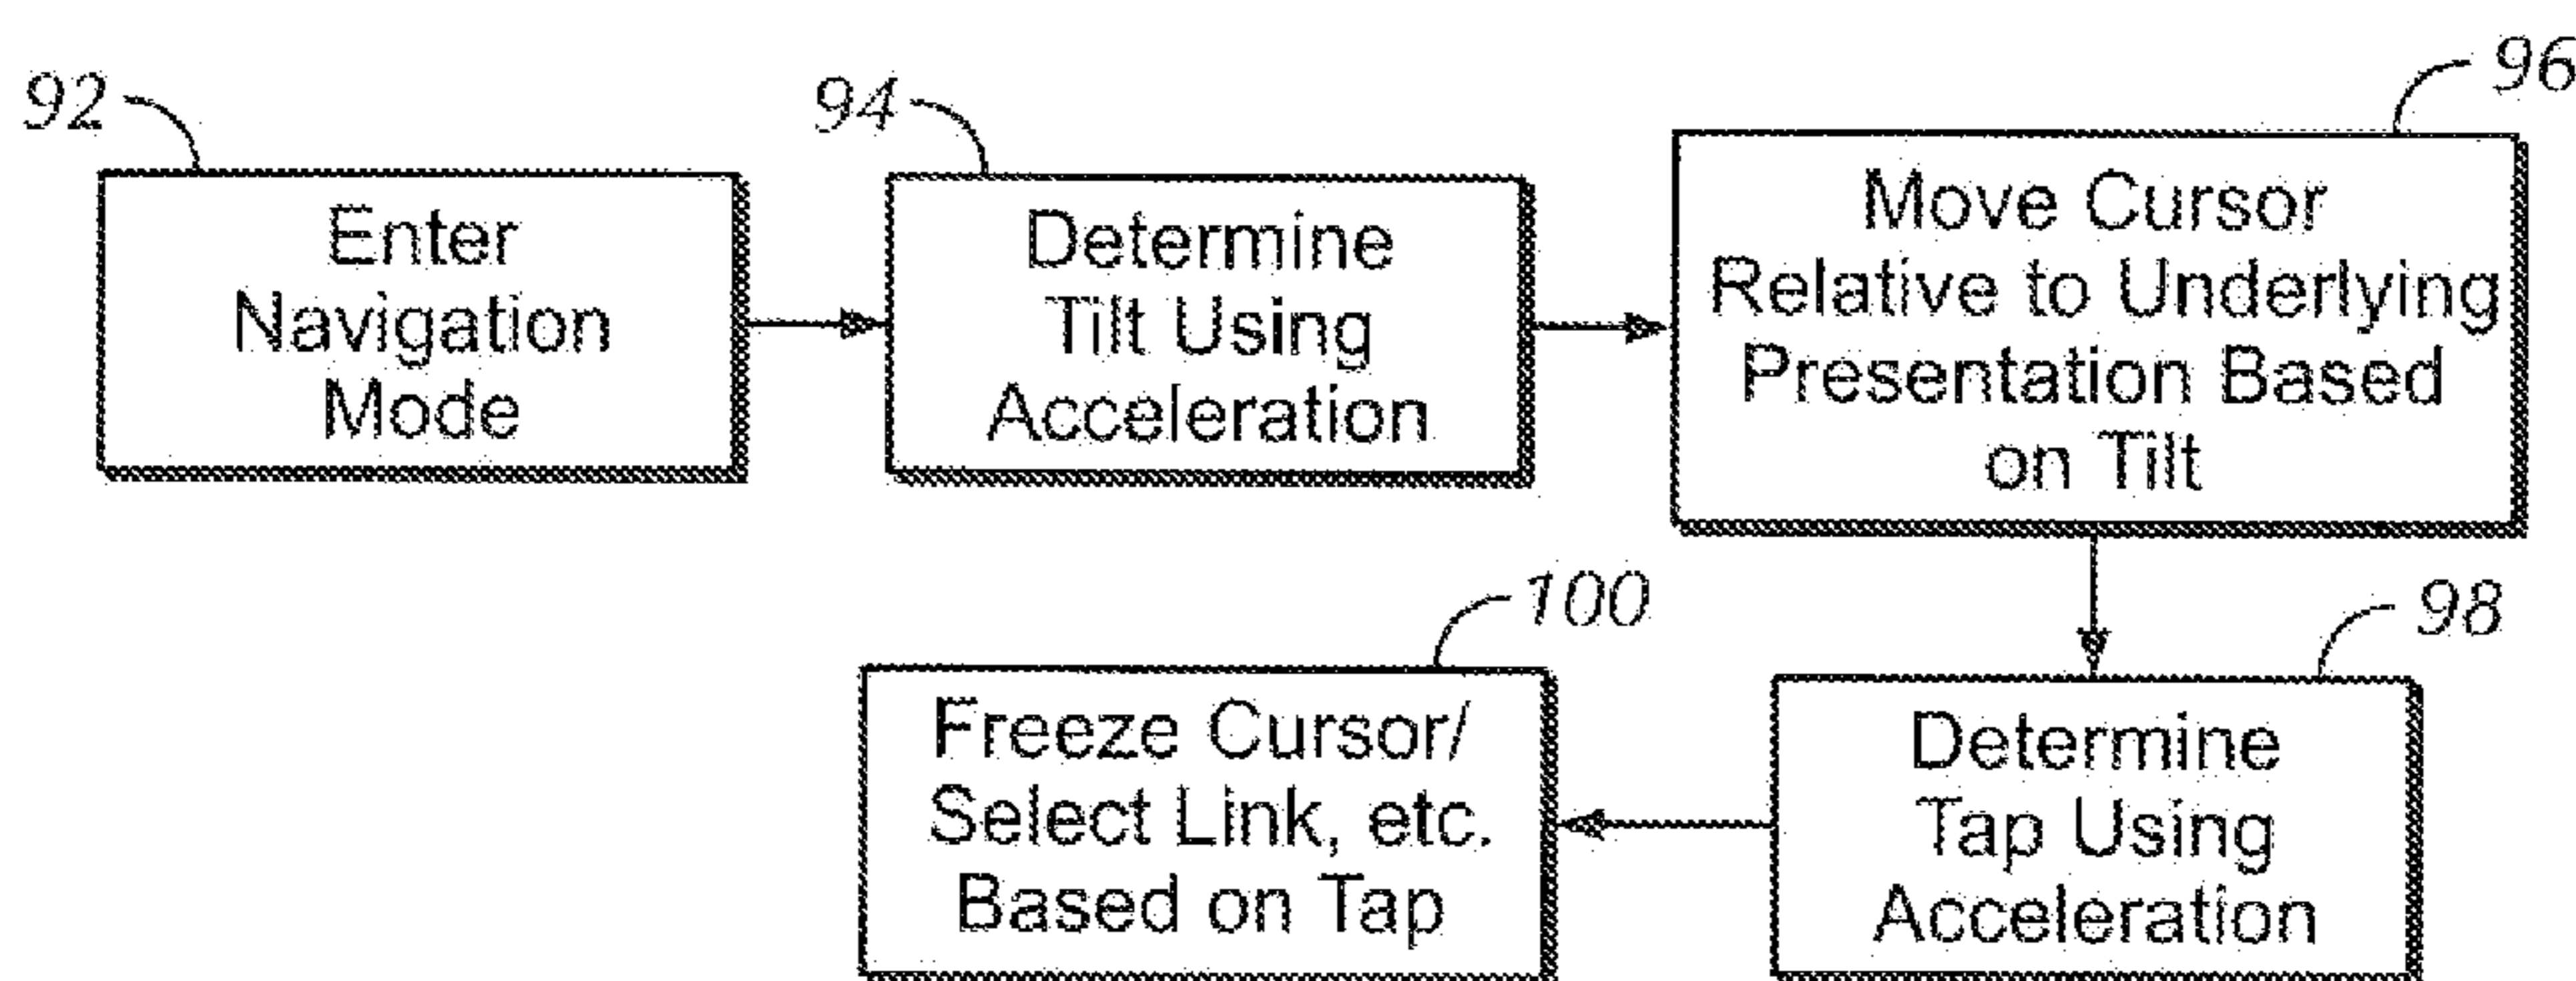 92
Enter
Navigation
Mode
94
Determine
Tilt Using
Acceleration
96
Move Cursor
Relative to Underlying
Presentation Based
on Tilt
98
Determine
Tap Using
Acceleration
100
Freeze Cursor/
Select Link, etc.
Based on Tap